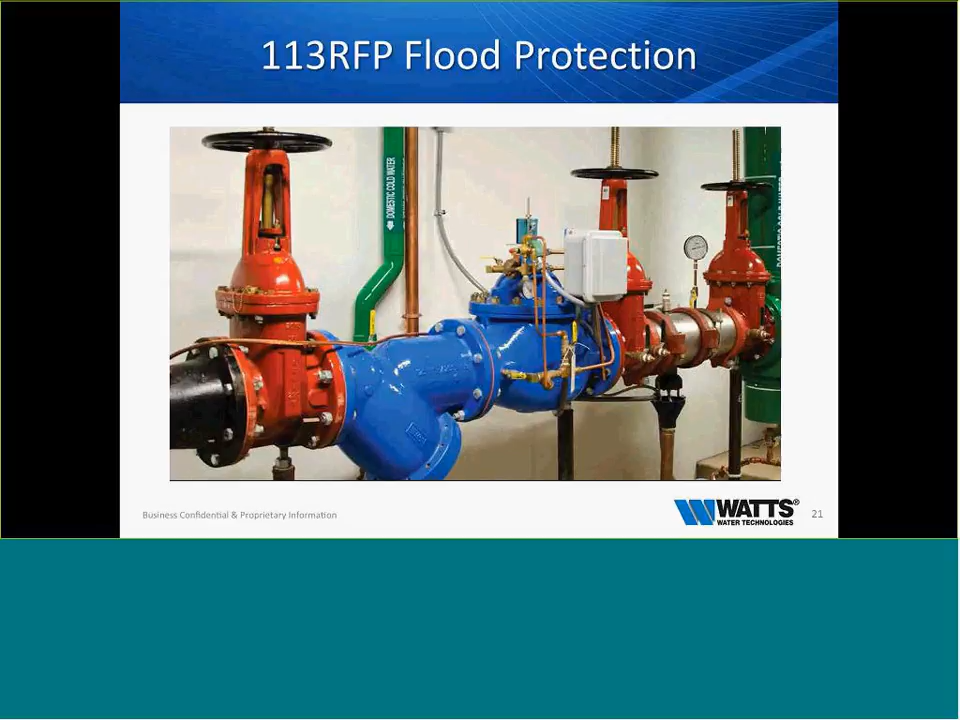 113RFP Flood Protection
DOMESTIC COLD WATER
Business Confidential & Proprietary Information
WATTS®
WATER TECHNOLOGIES
21